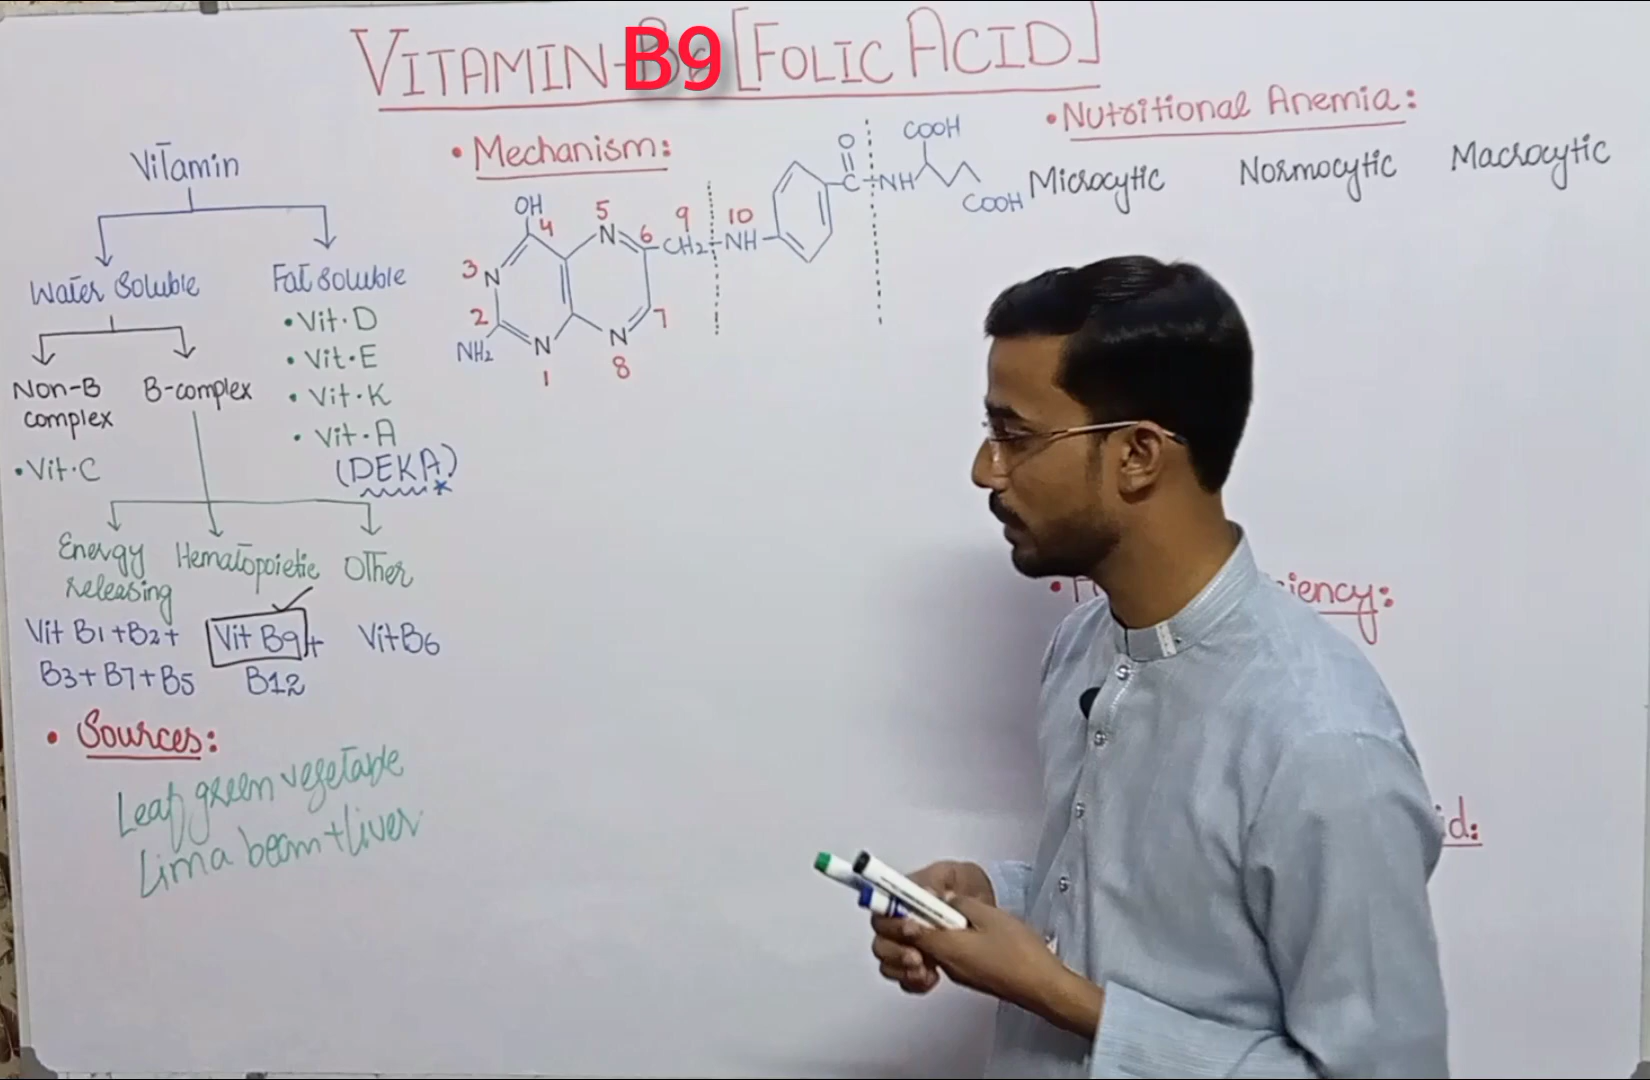 VITAMIN-B9 [FOLIC ACID]
Vitamin
Water Soluble
Fat soluble
• Vit.D
• Vit.E
• Vit.K
• Vit.A
(DEKA)
*
Non-B
complex
B-complex
• Vit.C
Energy
releasing
Hematopoietic
Other
Vit B1+B2+
B3+B7+B5
Vit B9+
B12
VitB6
• Sources:
Leaf green vegetable
Lima beam+liver
• Mechanism:
OH
4
5
N
6
9
CH2
10
NH
O
C
NH
COOH
COOH
3
N
2
NH2
N
1
N
8
7
• Nutritional Anemia:
Microcytic
Normocytic
Macrocytic
iency:
id: